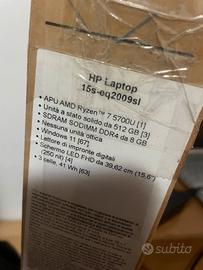 HP Laptop
15s-eq2009sl
• APU AMD Ryzen™ 7 5700U [1]
• Unità a stato solido da 512 GB [3]
• SDRAM SODIMM DDR4 da 8 GB
• Nessuna unità ottica
• Windows 11 [67]
• Lettore di impronte digitali
• Schermo LED FHD da 39,62 cm (15,6")
(250 nit) [4]
• 3 celle, 41 Wh [63]
subito